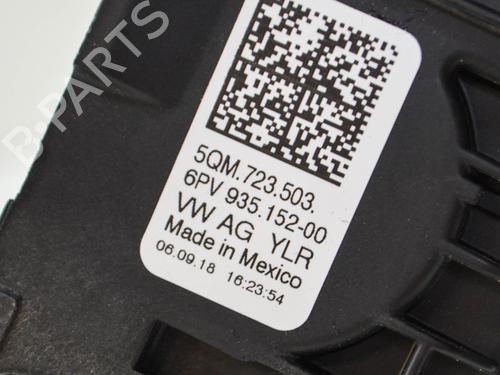 B-PARTS
5QM.723.503.
6PV 935.152-00
VW AG YLR
Made in Mexico
06.09.18 16:23:54